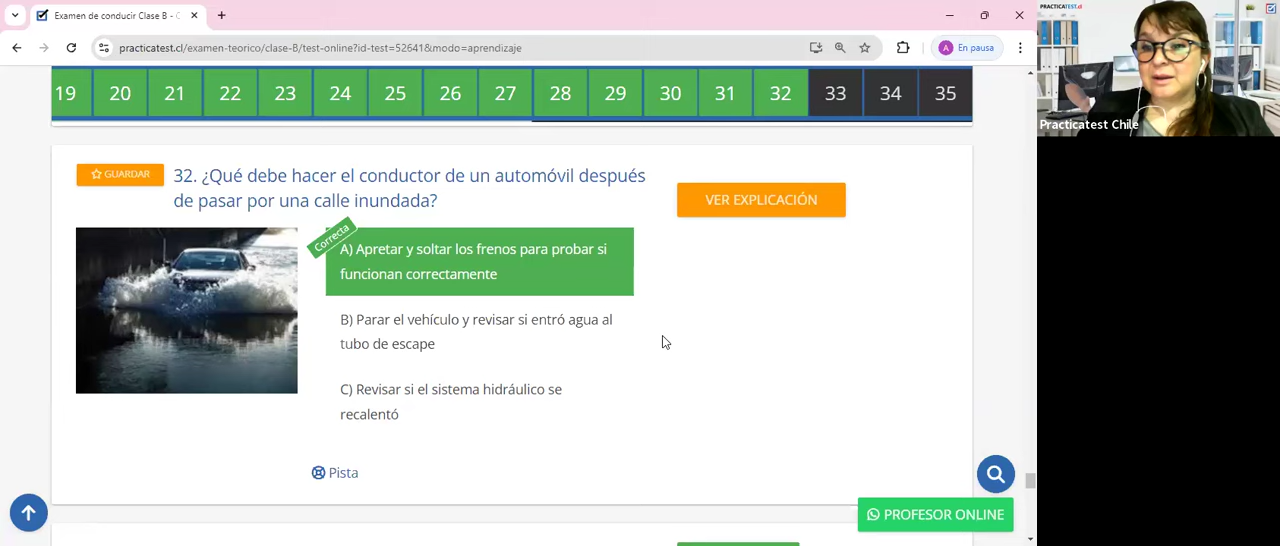 Examen de conducir Clase B - C
practicatest.cl/examen-teorico/clase-B/test-online?id-test=52641&modo=aprendizaje
A
En pausa
PRACTICATEST.cl
Practicatest Chile
19 20 21 22 23 24 25 26 27 28 29 30 31 32 33 34 35
GUARDAR
32. ¿Qué debe hacer el conductor de un automóvil después
de pasar por una calle inundada?
VER EXPLICACIÓN
Correcta
A) Apretar y soltar los frenos para probar si
funcionan correctamente
B) Parar el vehículo y revisar si entró agua al
tubo de escape
C) Revisar si el sistema hidráulico se
recalentó
Pista
PROFESOR ONLINE